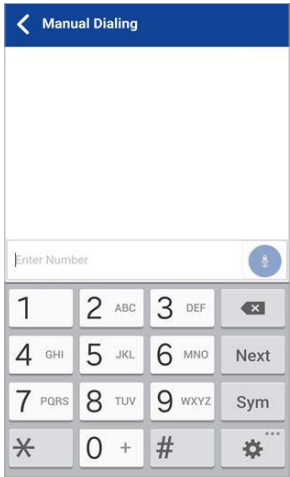 Manual Dialing
Enter Number
1 2 ABC 3 DEF
4 GHI 5 JKL 6 MNO Next
7 PQRS 8 TUV 9 WXYZ Sym
* 0 + # ...